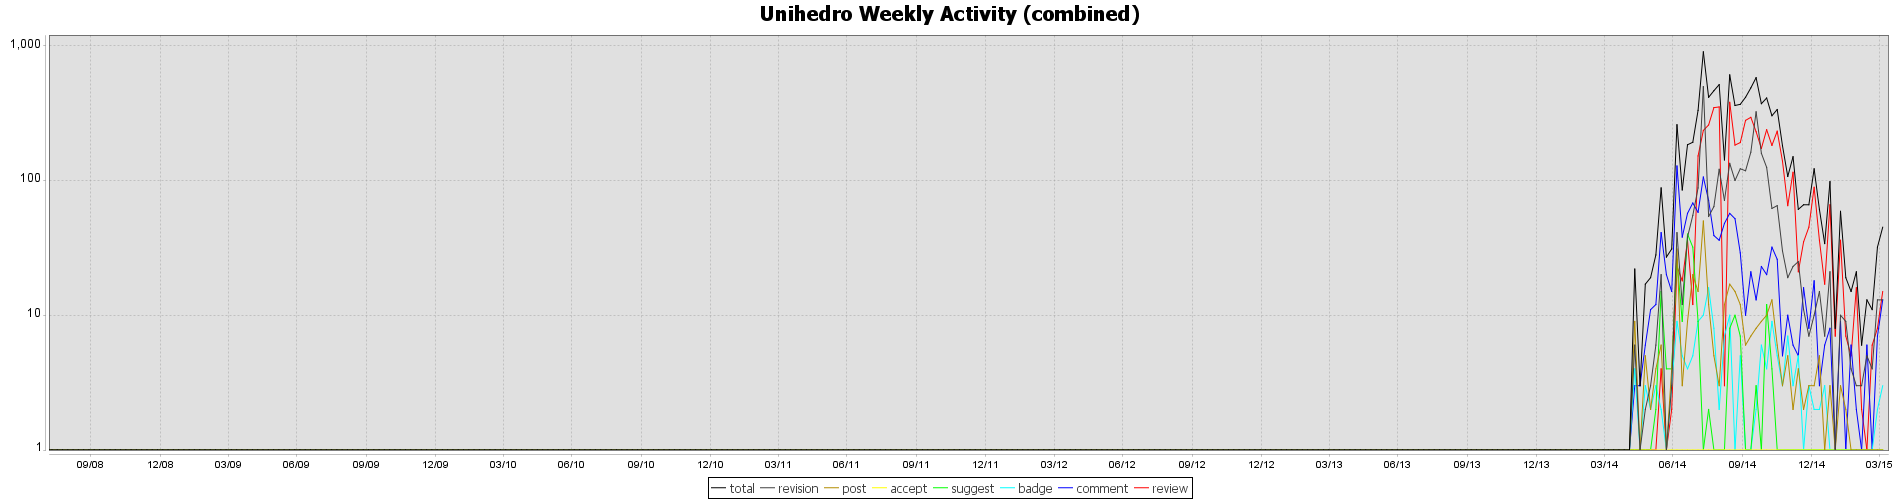 Unihedro Weekly Activity (combined)
1,000
100
10
1
09/08 12/08 03/09 06/09 09/09 12/09 03/10 06/10 09/10 12/10 03/11 06/11 09/11 12/11 03/12 06/12 09/12 12/12 03/13 06/13 09/13 12/13 03/14 06/14 09/14 12/14 03/15
total revision post accept suggest badge comment review